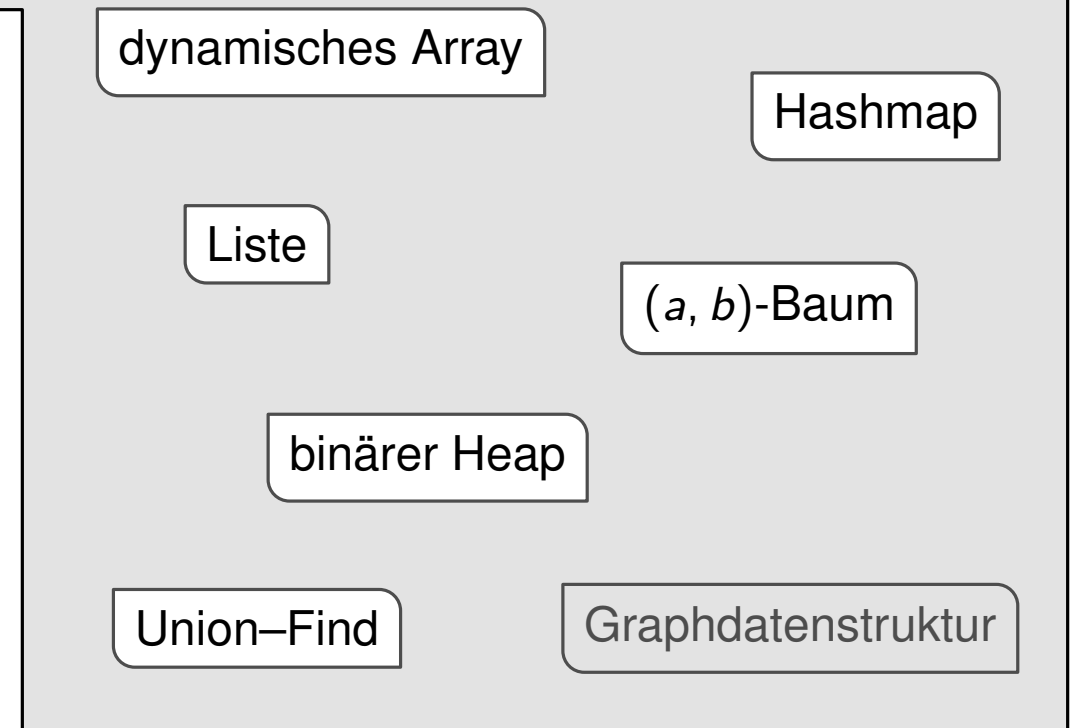 dynamisches Array
Hashmap
Liste
(a, b)-Baum
binärer Heap
Union–Find
Graphdatenstruktur